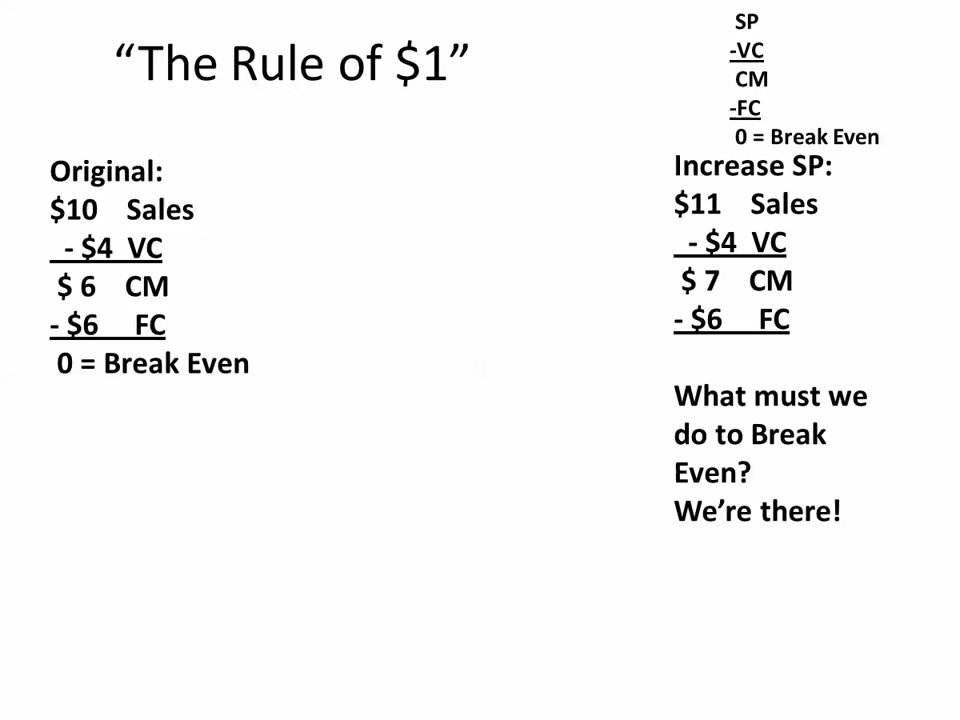 “The Rule of $1”
SP
-VC
CM
-FC
0 = Break Even
Original:
$10 Sales
- $4 VC
$ 6 CM
- $6 FC
0 = Break Even
Increase SP:
$11 Sales
- $4 VC
$ 7 CM
- $6 FC
What must we
do to Break
Even?
We’re there!